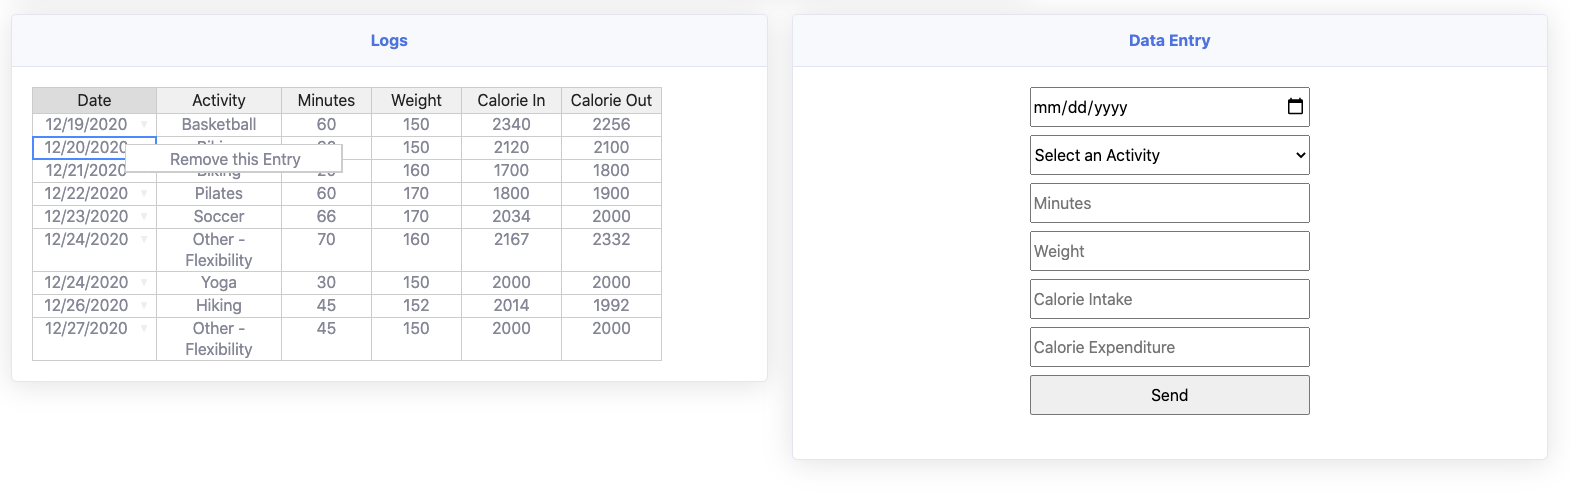 Logs
Date Activity Minutes Weight Calorie In Calorie Out
12/19/2020 Basketball 60 150 2340 2256
12/20/2020 150 2120 2100
Remove this Entry
12/21/2020 Biking 160 1700 1800
12/22/2020 Pilates 60 170 1800 1900
12/23/2020 Soccer 66 170 2034 2000
12/24/2020 Other - 70 160 2167 2332
Flexibility
12/24/2020 Yoga 30 150 2000 2000
12/26/2020 Hiking 45 152 2014 1992
12/27/2020 Other - 45 150 2000 2000
Flexibility
Data Entry
mm/dd/yyyy
Select an Activity
Minutes
Weight
Calorie Intake
Calorie Expenditure
Send